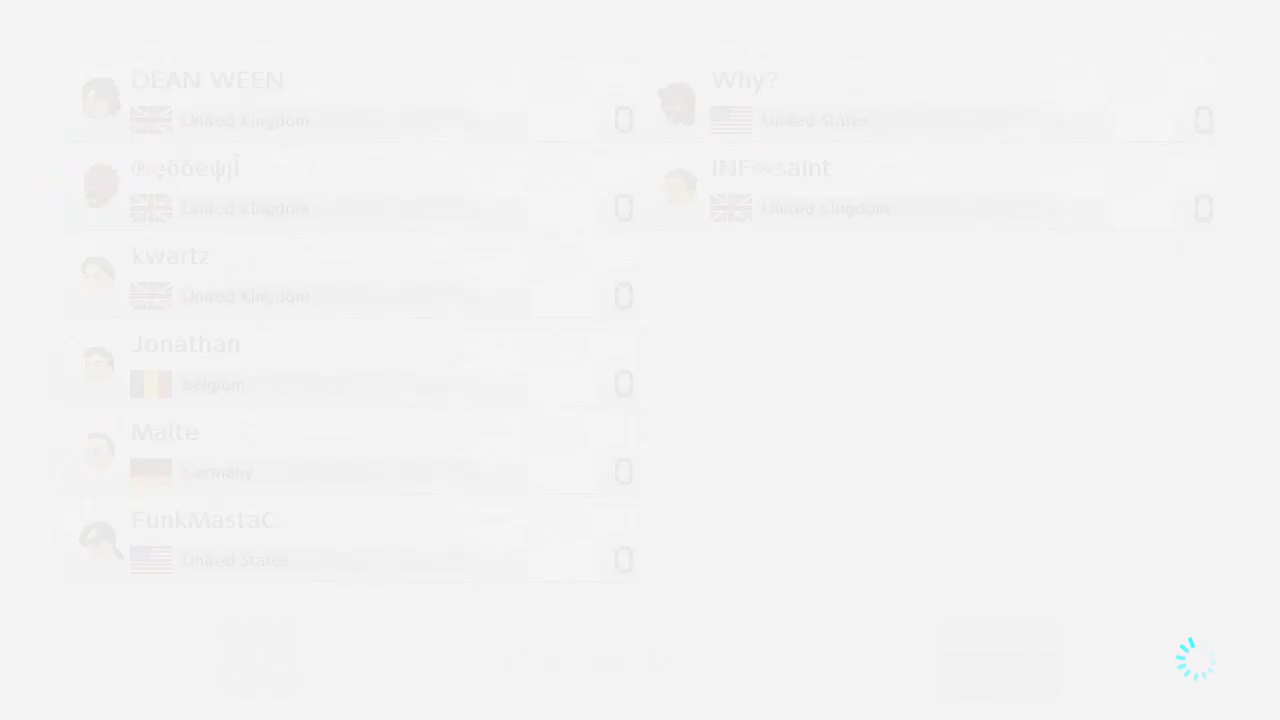 DEAN WEEN
United Kingdom
0
United Kingdom
0
kwartz
United Kingdom
0
Jonathan
Belgium
0
Malte
Germany
0
FunkMastaC
United States
0
Why?
United States
0
INF∞saint
United Kingdom
0